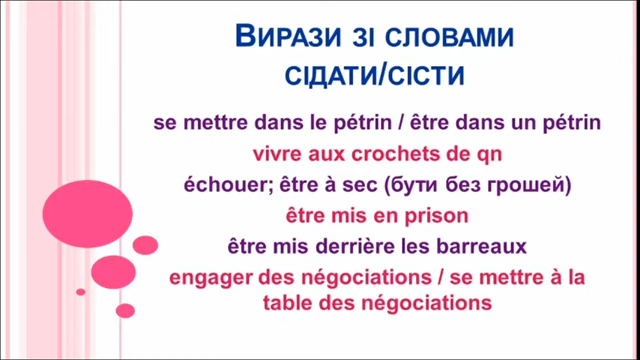 Вирази зі словами
сідати/сісти
se mettre dans le pétrin / être dans un pétrin
vivre aux crochets de qn
échouer; être à sec (бути без грошей)
être mis en prison
être mis derrière les barreaux
engager des négociations / se mettre à la
table des négociations